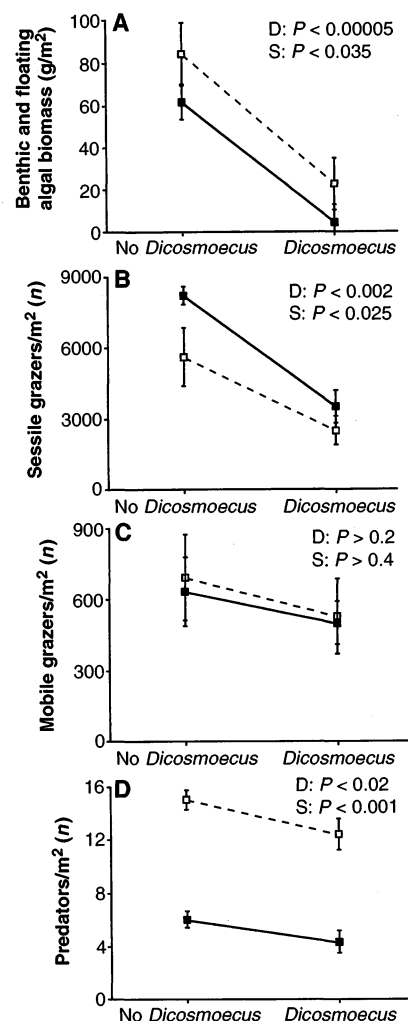 A
D: P < 0.00005
S: P < 0.035
Benthic and floating
algal biomass (g/m²)
100
80
60
40
20
0
No Dicosmoecus Dicosmoecus
B
D: P < 0.002
S: P < 0.025
Sessile grazers/m² (n)
9000
6000
3000
0
No Dicosmoecus Dicosmoecus
C
D: P > 0.2
S: P > 0.4
Mobile grazers/m² (n)
900
600
300
0
No Dicosmoecus Dicosmoecus
D
D: P < 0.02
S: P < 0.001
Predators/m² (n)
16
12
8
4
0
No Dicosmoecus Dicosmoecus